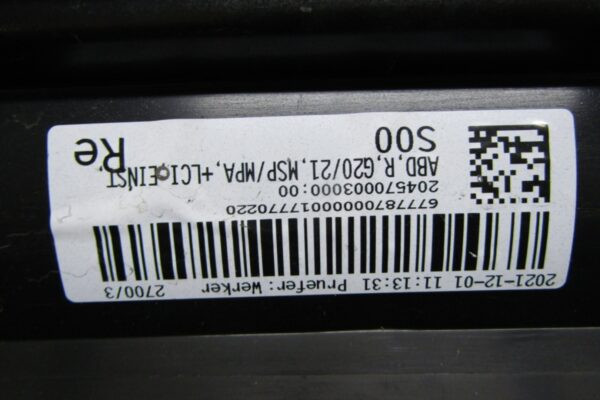 2021-12-01 11:13:31 Pruefer:Werker 2700/3
677787000000017770220
204570003000:00
ABD,R,G20/21,MSP/MPA,+LCI,EINST,
S00 Re